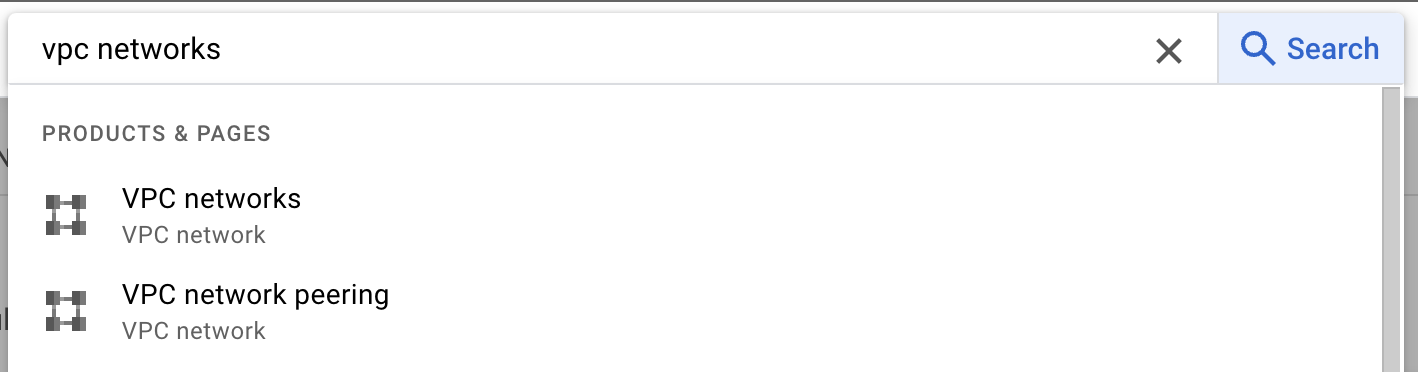 vpc networks
Search
PRODUCTS & PAGES
VPC networks
VPC network
VPC network peering
VPC network